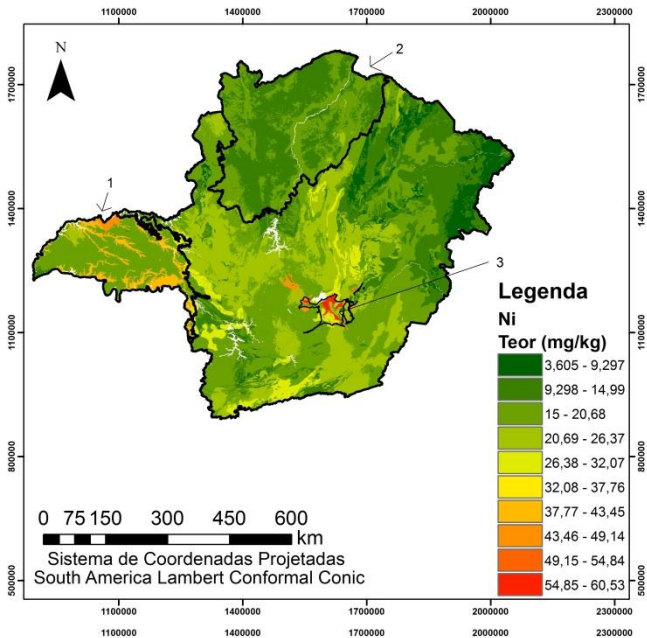 1100000 1400000 1700000 2000000 2300000
N
2
1700000 1700000
1
1400000 1400000
3
Legenda
Ni
Teor (mg/kg)
1100000 1100000
3,605 - 9,297
9,298 - 14,99
15 - 20,68
20,69 - 26,37
800000 800000
26,38 - 32,07
32,08 - 37,76
37,77 - 43,45
43,46 - 49,14
49,15 - 54,84
54,85 - 60,53
0 75 150 300 450 600
km
Sistema de Coordenadas Projetadas
South America Lambert Conformal Conic
500000 500000
1100000 1400000 1700000 2000000 2300000